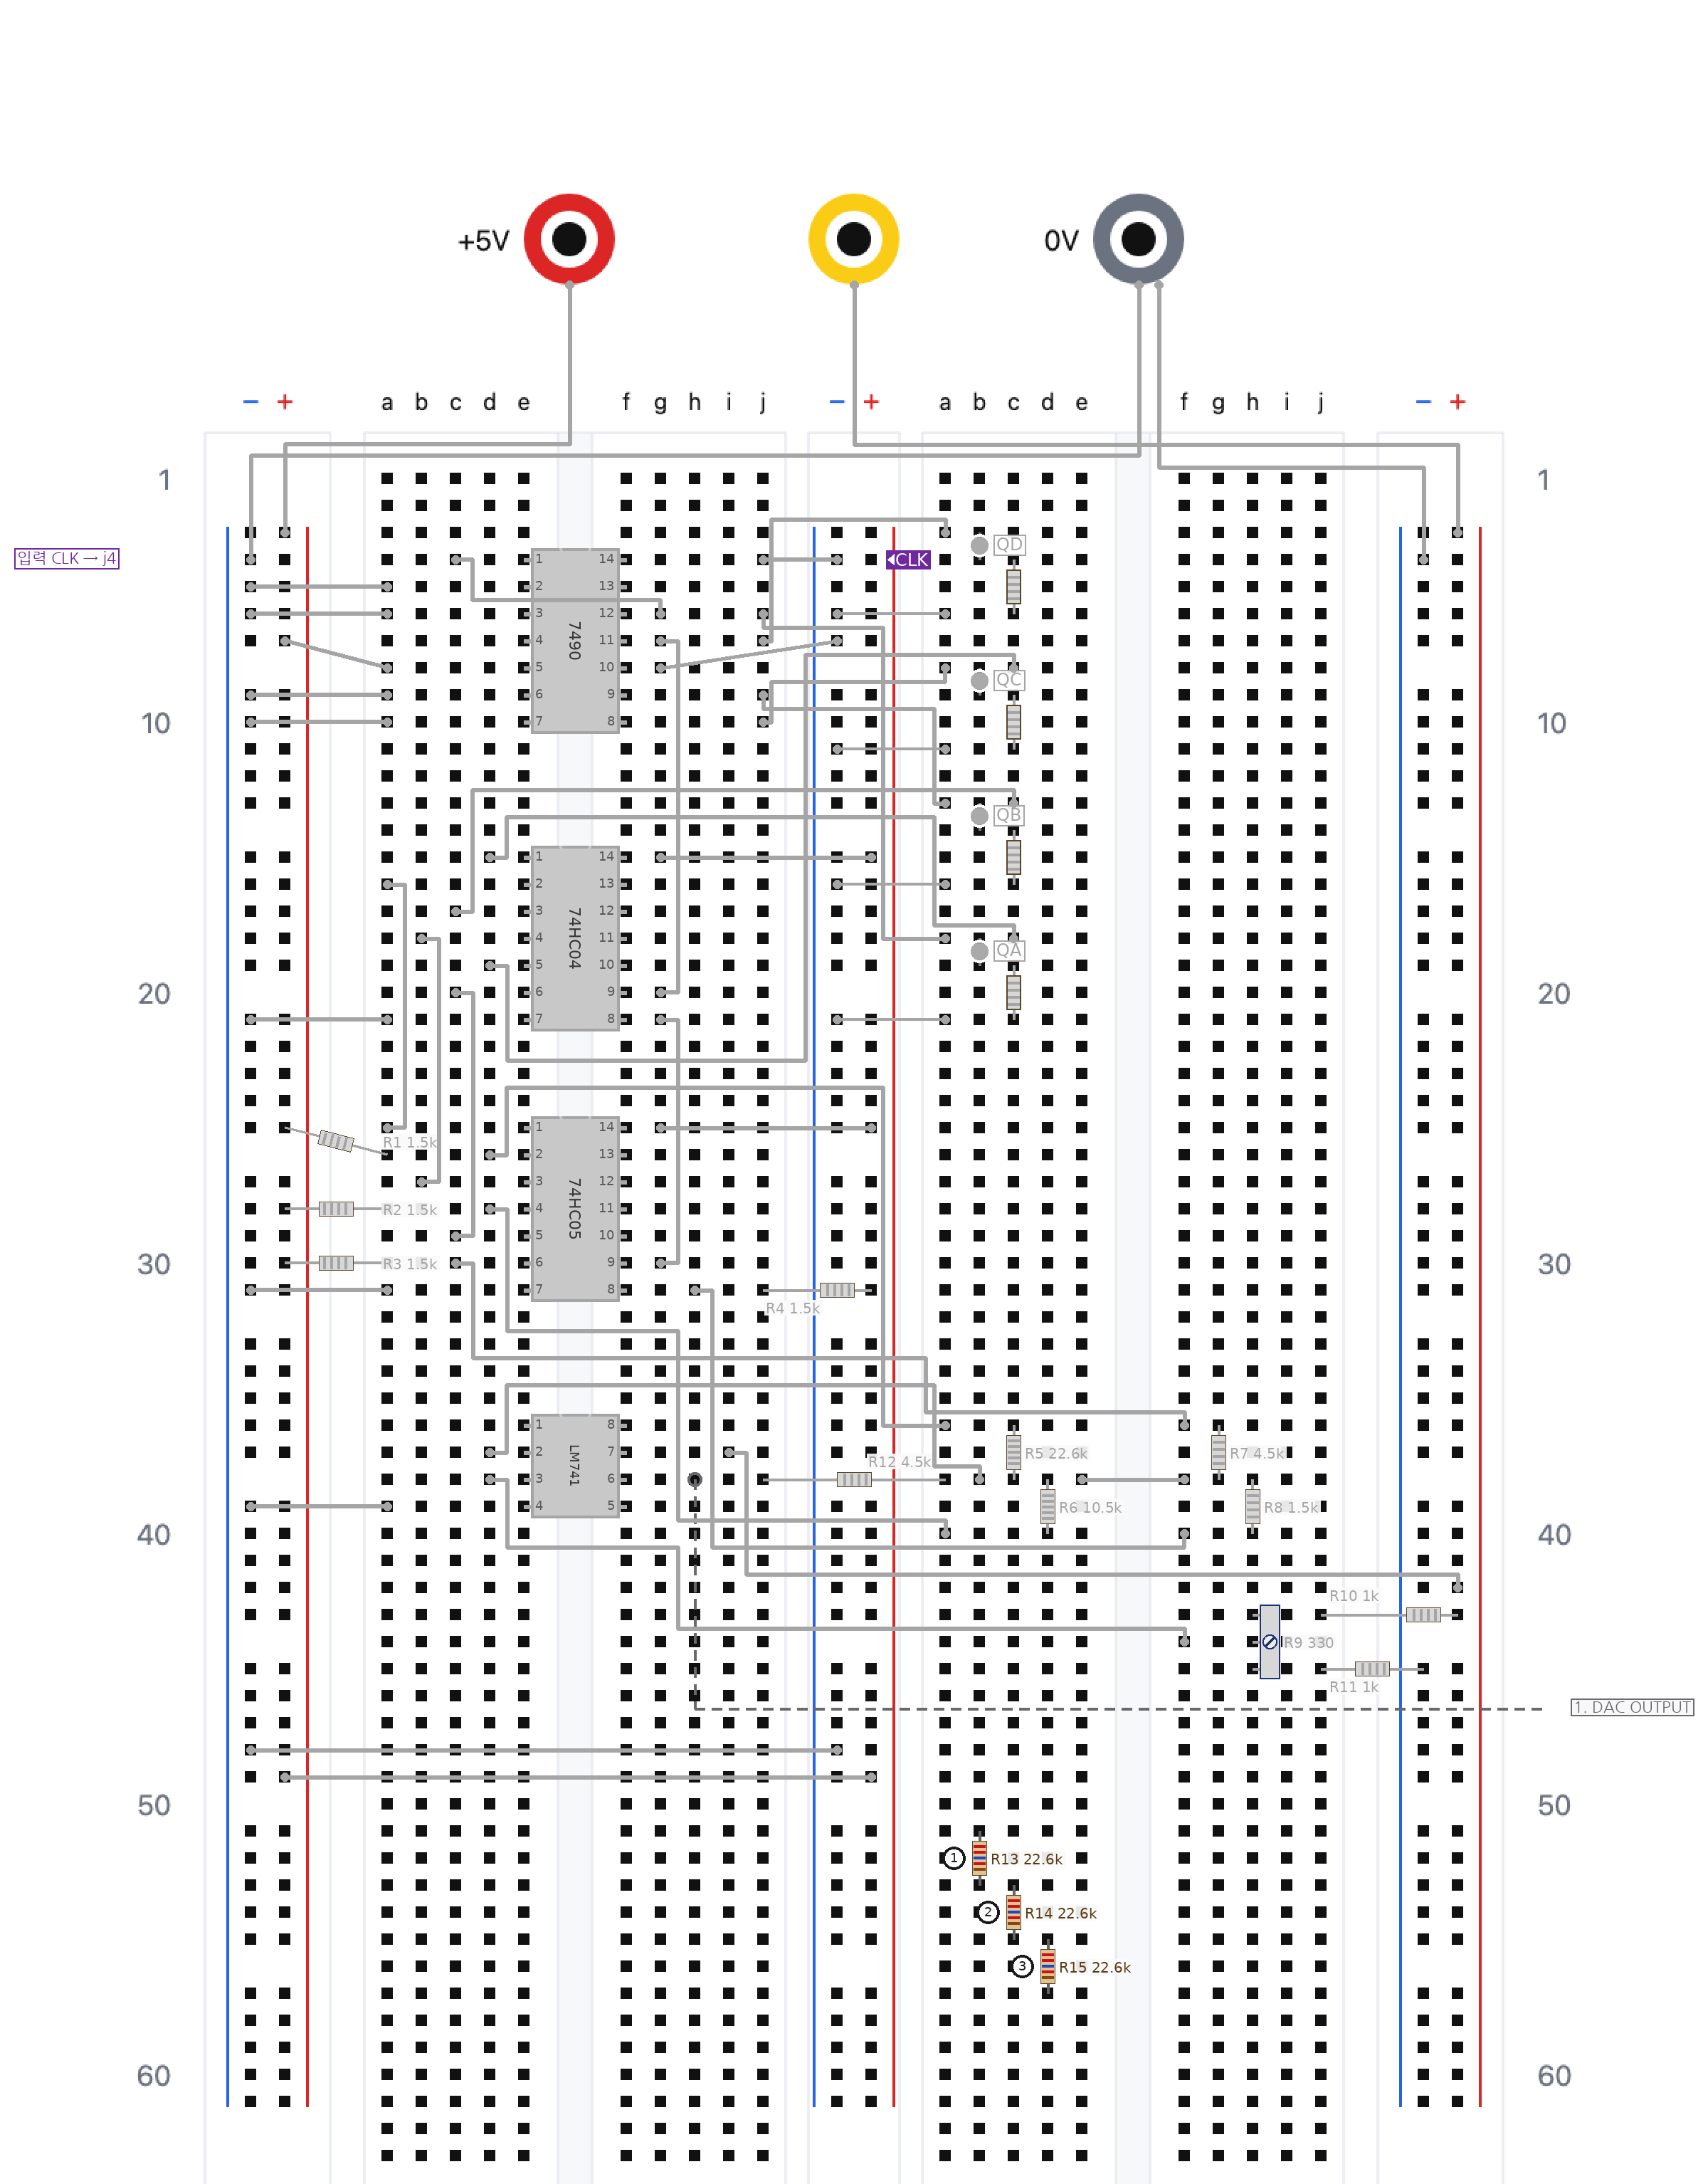 +5V
0V
− + a b c d e f g h i j − + a b c d e f g h i j − +
1 1
입력 CLK → j4
◄CLK
QD
1 14
2 13
3 12
4 11
5 10
6 9
7 8
7490
QC
10 10
QB
1 14
2 13
3 12
4 11
5 10
6 9
7 8
74HC04
QA
20 20
1 14
2 13
3 12
4 11
5 10
6 9
7 8
74HC05
R1 1.5k
R2 1.5k
R3 1.5k
30 30
R4 1.5k
1 8
2 7
3 6
4 5
LM741
R12 4.5k
R5 22.6k
R7 4.5k
R6 10.5k
R8 1.5k
40 40
R10 1k
R9 330
R11 1k
1. DAC OUTPUT
50 50
1 R13 22.6k
2 R14 22.6k
3 R15 22.6k
60 60